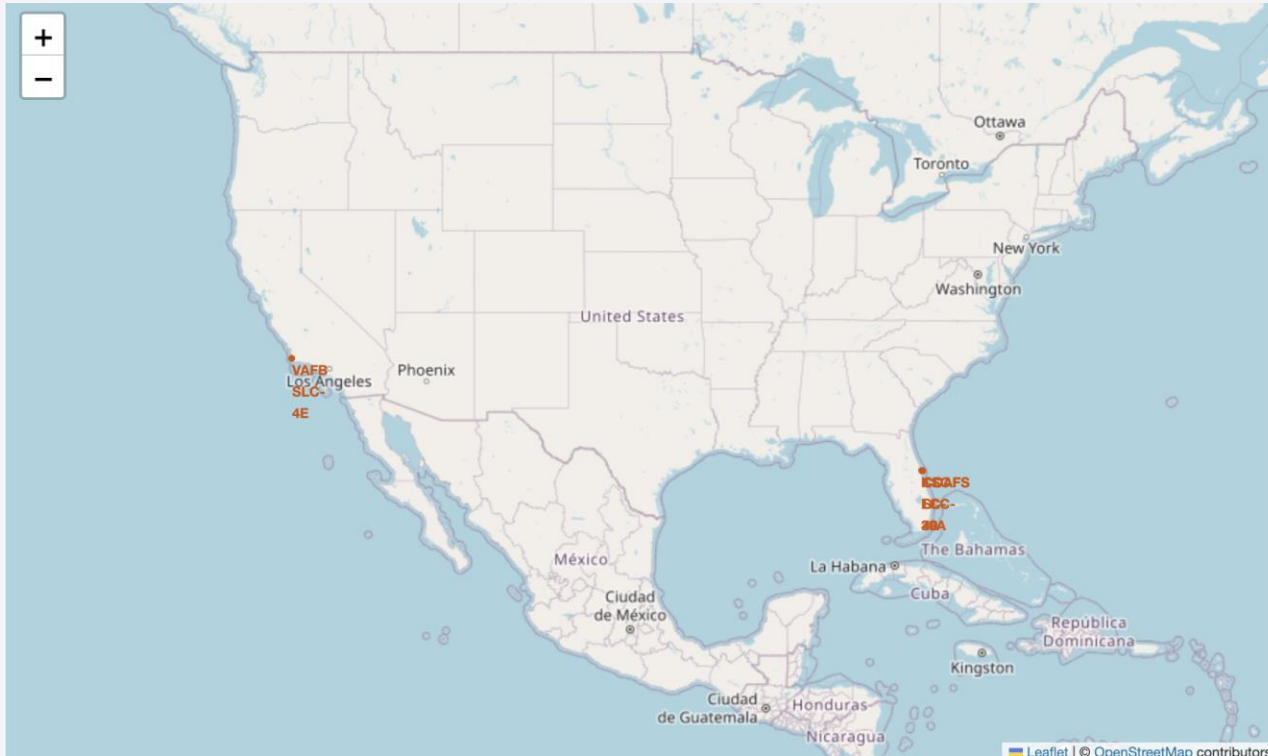 +
−
Ottawa
Toronto
New York
Washington
United States
Phoenix
VAFB
Los Angeles
SLC-
4E
The Bahamas
La Habana
México
Cuba
Ciudad
de México
República
Dominicana
Kingston
Ciudad
de Guatemala
Honduras
Nicaragua
Leaflet | © OpenStreetMap contributors